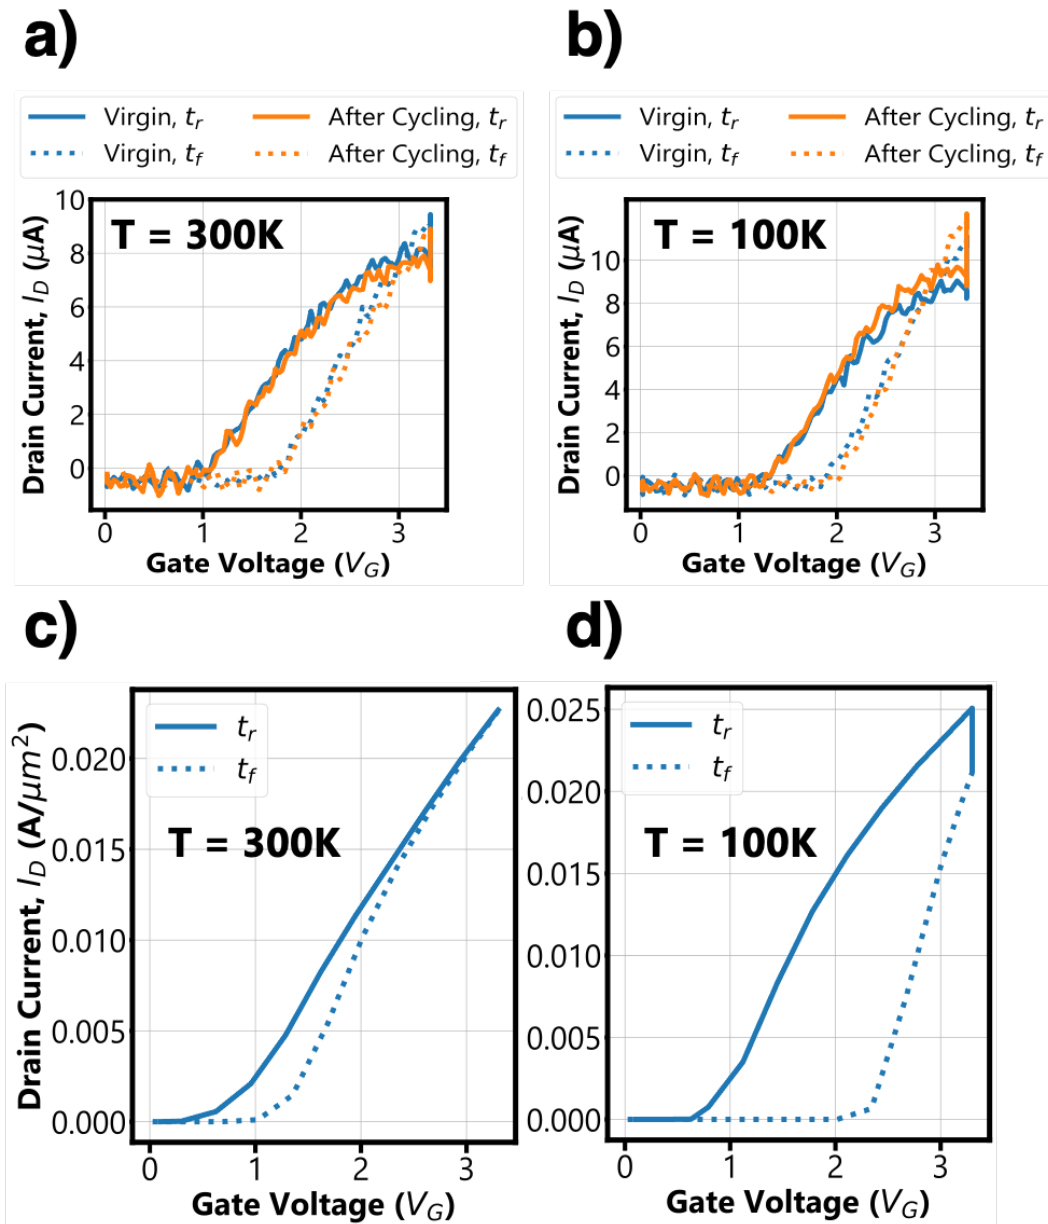 a)
Virgin, t_r
After Cycling, t_r
Virgin, t_f
After Cycling, t_f
T = 300K
10
8
6
4
2
0
Drain Current, I_D (μA)
0 1 2 3
Gate Voltage (V_G)
b)
Virgin, t_r
After Cycling, t_r
Virgin, t_f
After Cycling, t_f
T = 100K
10
8
6
4
2
0
Drain Current, I_D (μA)
0 1 2 3
Gate Voltage (V_G)
c)
t_r
t_f
T = 300K
0.020
0.015
0.010
0.005
0.000
Drain Current, I_D (A/μm²)
0 1 2 3
Gate Voltage (V_G)
d)
t_r
t_f
T = 100K
0.025
0.020
0.015
0.010
0.005
0.000
0 1 2 3
Gate Voltage (V_G)